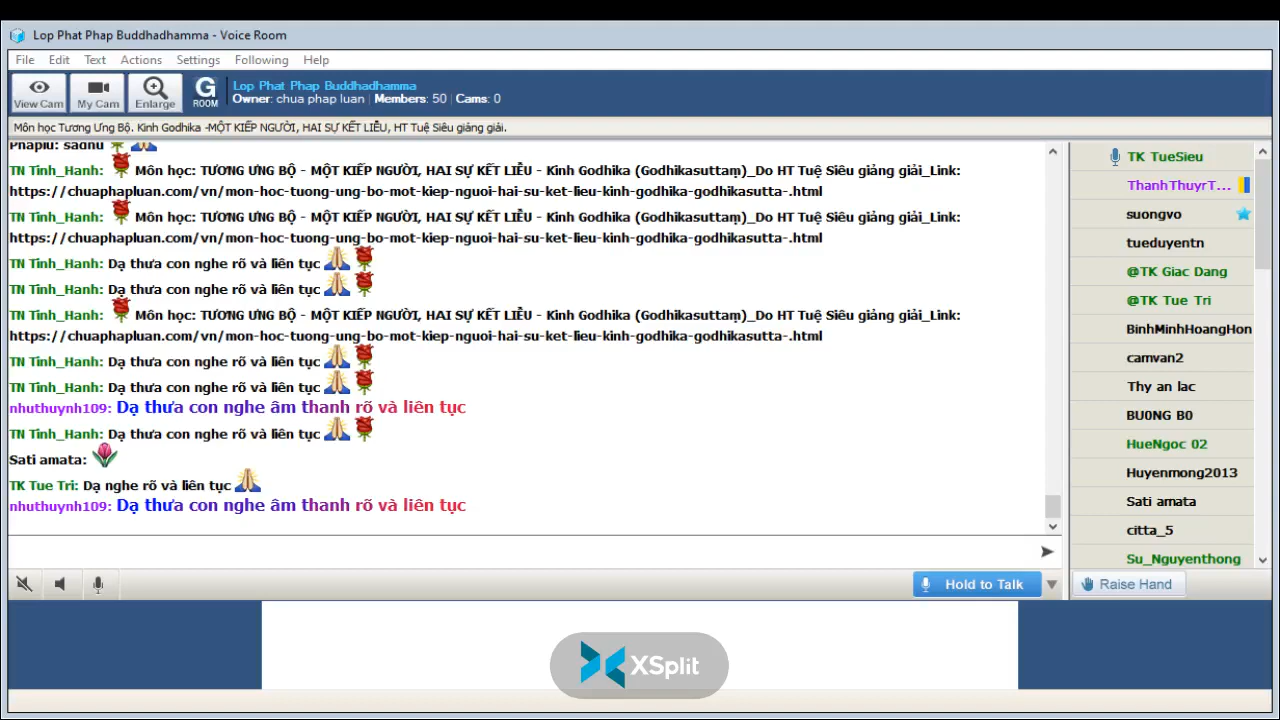 Lop Phat Phap Buddhadhamma - Voice Room
File Edit Text Actions Settings Following Help
View Cam My Cam Enlarge G ROOM
Lop Phat Phap Buddhadhamma
Owner: chua phap luan | Members: 50 | Cams: 0
Môn học Tương Ưng Bộ. Kinh Godhika -MỘT KIẾP NGƯỜI, HAI SỰ KẾT LIỄU, HT Tuệ Siêu giảng giải.
Phaplu: sadhu
TN Tinh_Hanh: Môn học: TƯƠNG ƯNG BỘ - MỘT KIẾP NGƯỜI, HAI SỰ KẾT LIỄU - Kinh Godhika (Godhikasuttaṃ)_Do HT Tuệ Siêu giảng giải_Link:
https://chuaphapluan.com/vn/mon-hoc-tuong-ung-bo-mot-kiep-nguoi-hai-su-ket-lieu-kinh-godhika-godhikasutta-.html
TN Tinh_Hanh: Môn học: TƯƠNG ƯNG BỘ - MỘT KIẾP NGƯỜI, HAI SỰ KẾT LIỄU - Kinh Godhika (Godhikasuttaṃ)_Do HT Tuệ Siêu giảng giải_Link:
https://chuaphapluan.com/vn/mon-hoc-tuong-ung-bo-mot-kiep-nguoi-hai-su-ket-lieu-kinh-godhika-godhikasutta-.html
TN Tinh_Hanh: Dạ thưa con nghe rõ và liên tục
TN Tinh_Hanh: Dạ thưa con nghe rõ và liên tục
TN Tinh_Hanh: Môn học: TƯƠNG ƯNG BỘ - MỘT KIẾP NGƯỜI, HAI SỰ KẾT LIỄU - Kinh Godhika (Godhikasuttaṃ)_Do HT Tuệ Siêu giảng giải_Link:
https://chuaphapluan.com/vn/mon-hoc-tuong-ung-bo-mot-kiep-nguoi-hai-su-ket-lieu-kinh-godhika-godhikasutta-.html
TN Tinh_Hanh: Dạ thưa con nghe rõ và liên tục
TN Tinh_Hanh: Dạ thưa con nghe rõ và liên tục
nhuthuynh109: Dạ thưa con nghe âm thanh rõ và liên tục
TN Tinh_Hanh: Dạ thưa con nghe rõ và liên tục
Sati amata:
TK Tue Tri: Dạ nghe rõ và liên tục
nhuthuynh109: Dạ thưa con nghe âm thanh rõ và liên tục
Hold to Talk
TK TueSieu
ThanhThuyrT...
suongvo
tueduyentn
@TK Giac Dang
@TK Tue Tri
BinhMinhHoangHon
camvan2
Thy an lac
BU0NG B0
HueNgoc 02
Huyenmong2013
Sati amata
citta_5
Su_Nguyenthong
Raise Hand
XSplit